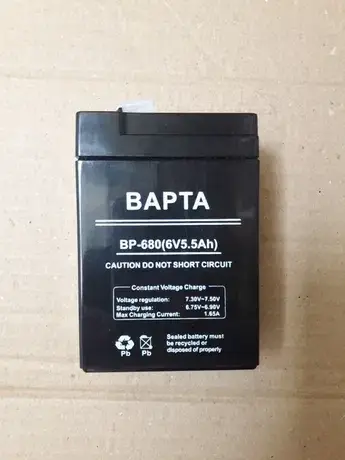 BAPTA
BP-680(6V5.5Ah)
CAUTION DO NOT SHORT CIRCUIT
Constant Voltage Charge
Voltage regulation: 7.30V~7.50V
Standby use: 6.75V~6.90V
Max Charging Current: 1.65A
Pb Pb Sealed battery must be
recycled or disposed of properly